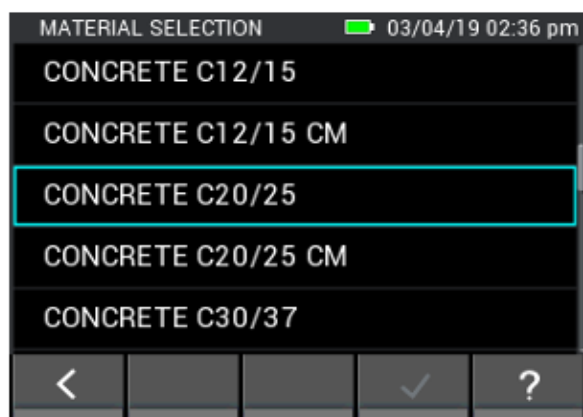 MATERIAL SELECTION 03/04/19 02:36 pm
CONCRETE C12/15
CONCRETE C12/15 CM
CONCRETE C20/25
CONCRETE C20/25 CM
CONCRETE C30/37
?